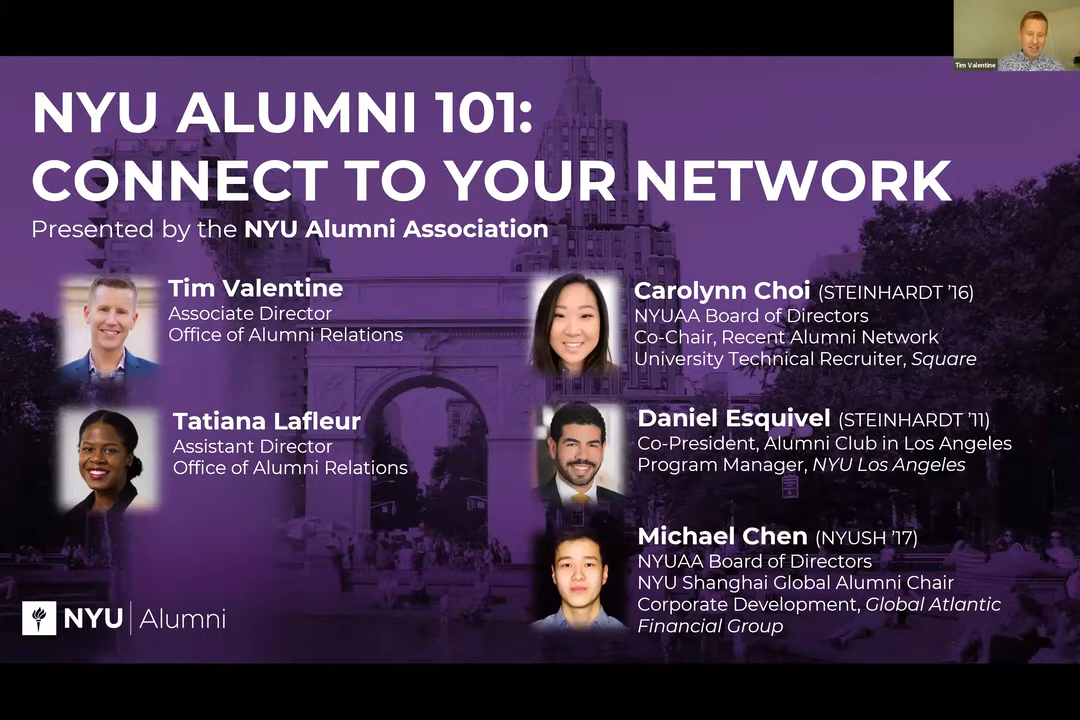 Tim Valentine
NYU ALUMNI 101:
CONNECT TO YOUR NETWORK
Presented by the NYU Alumni Association
Tim Valentine
Associate Director
Office of Alumni Relations
Tatiana Lafleur
Assistant Director
Office of Alumni Relations
Carolynn Choi (STEINHARDT ’16)
NYUAA Board of Directors
Co-Chair, Recent Alumni Network
University Technical Recruiter, Square
Daniel Esquivel (STEINHARDT ’11)
Co-President, Alumni Club in Los Angeles
Program Manager, NYU Los Angeles
Michael Chen (NYUSH ’17)
NYUAA Board of Directors
NYU Shanghai Global Alumni Chair
Corporate Development, Global Atlantic
Financial Group
NYU | Alumni